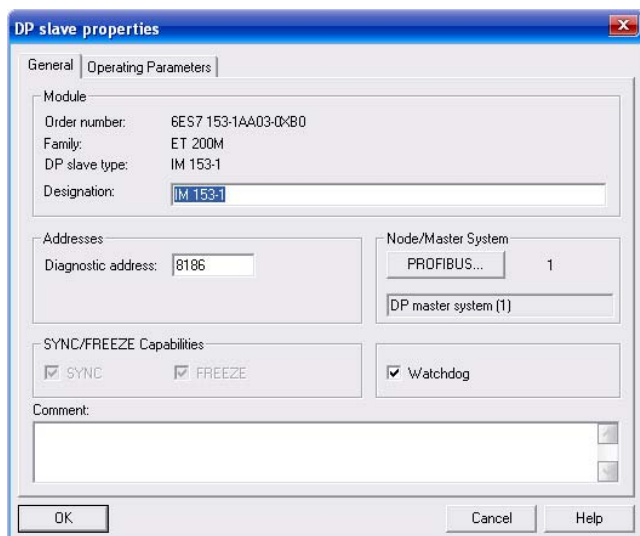 DP slave properties
General
Operating Parameters
Module
Order number: 6ES7 153-1AA03-0XB0
Family: ET 200M
DP slave type: IM 153-1
Designation: IM 153-1
Addresses
Diagnostic address: 8186
Node/Master System
PROFIBUS... 1
DP master system (1)
SYNC/FREEZE Capabilities
SYNC FREEZE
Watchdog
Comment:
OK Cancel Help